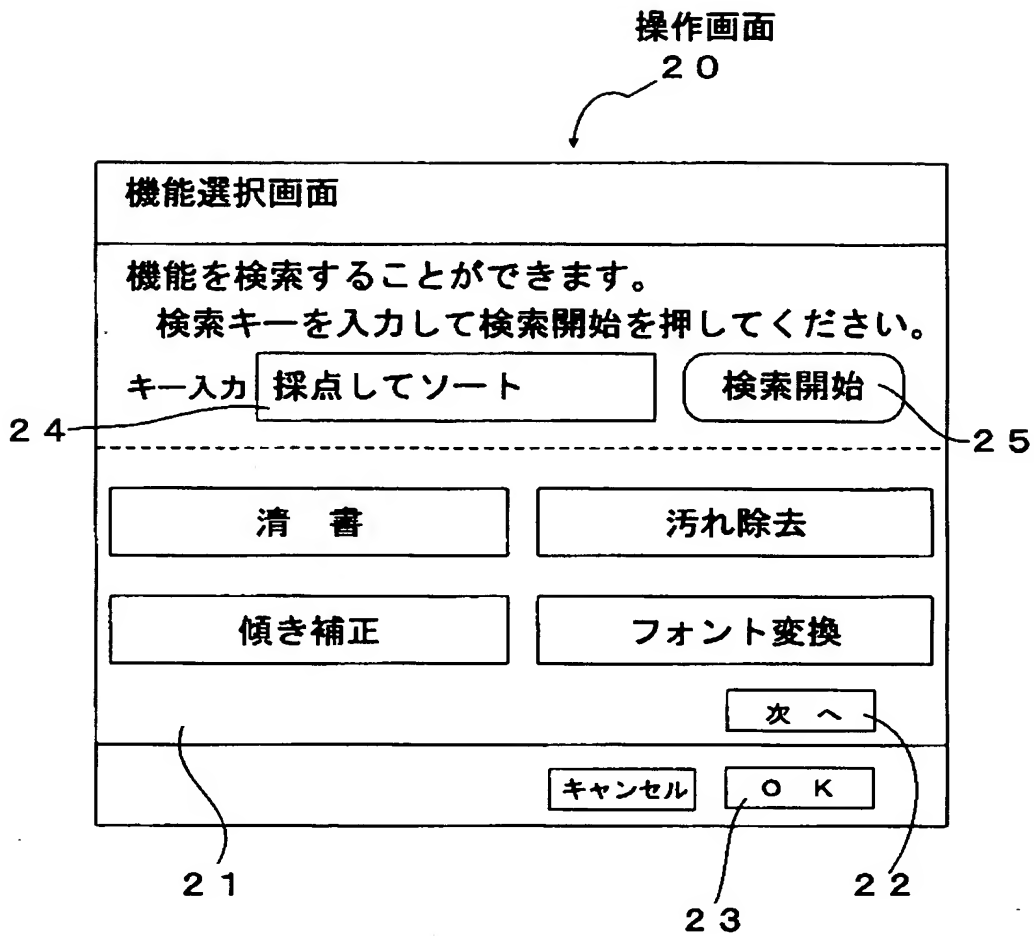 操作画面
２０
機能選択画面
機能を検索することができます。
検索キーを入力して検索開始を押してください。
キー入力 採点してソート 検索開始
２４
２５
清　書 汚れ除去
傾き補正 フォント変換
次　へ
キャンセル Ｏ　Ｋ
２１
２２
２３